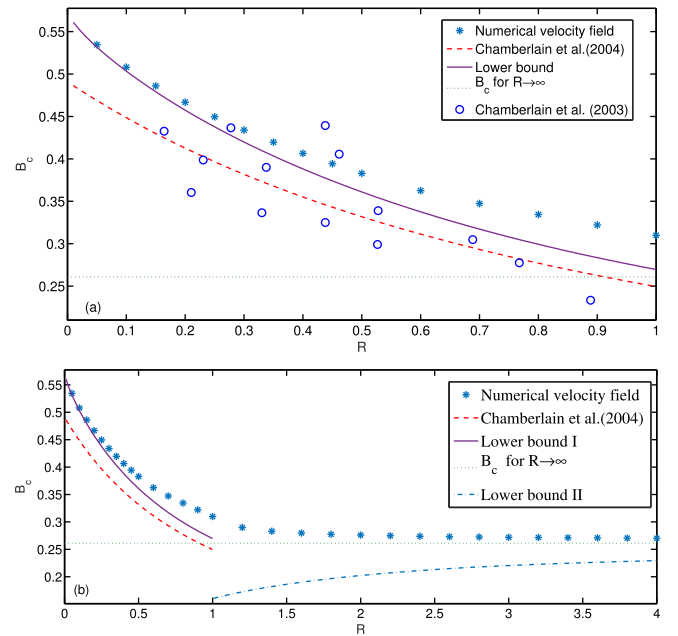 0.55
0.5
0.45
0.4
0.35
0.3
0.25
B_c
(a)
0
0.1
0.2
0.3
0.4
0.5
0.6
0.7
0.8
0.9
1
R
Numerical velocity field
Chamberlain et al.(2004)
Lower bound
B_c for R→∞
Chamberlain et al. (2003)
0.55
0.5
0.45
0.4
0.35
0.3
0.25
0.2
B_c
(b)
0
0.5
1
1.5
2
2.5
3
3.5
4
R
Numerical velocity field
Chamberlain et al.(2004)
Lower bound I
B_c for R→∞
Lower bound II